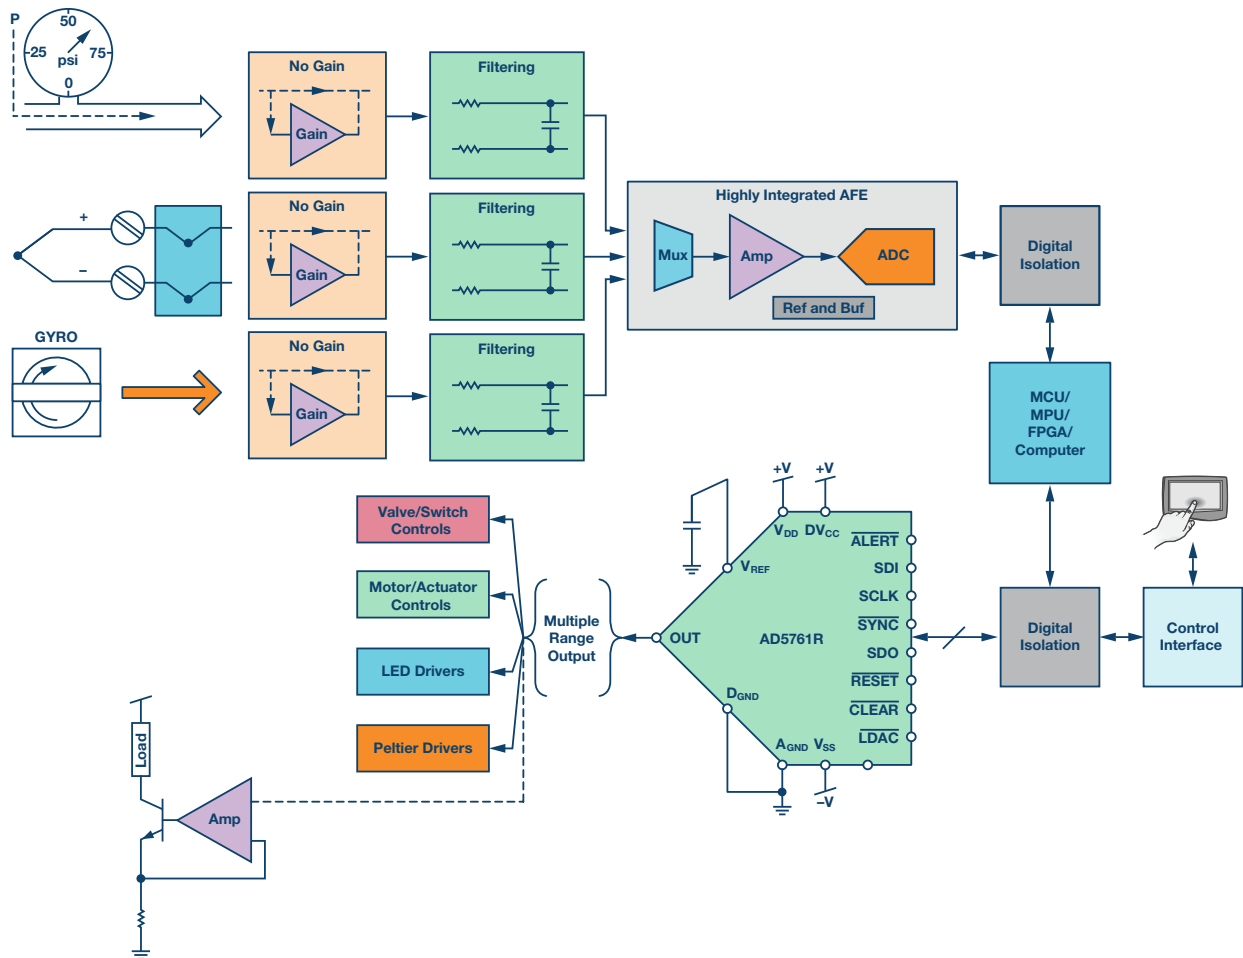 P
50
25
psi
75
0
No Gain
Gain
Filtering
+
−
No Gain
Gain
Filtering
GYRO
No Gain
Gain
Filtering
Highly Integrated AFE
Mux
Amp
ADC
Ref and Buf
Digital
Isolation
MCU/
MPU/
FPGA/
Computer
Valve/Switch
Controls
Motor/Actuator
Controls
LED Drivers
Peltier Drivers
Multiple
Range
Output
+V
+V
VDD
DVCC
VREF
OUT
AD5761R
DGND
AGND
VSS
–V
ALERT
SDI
SCLK
SYNC
SDO
RESET
CLEAR
LDAC
Digital
Isolation
Control
Interface
Load
Amp